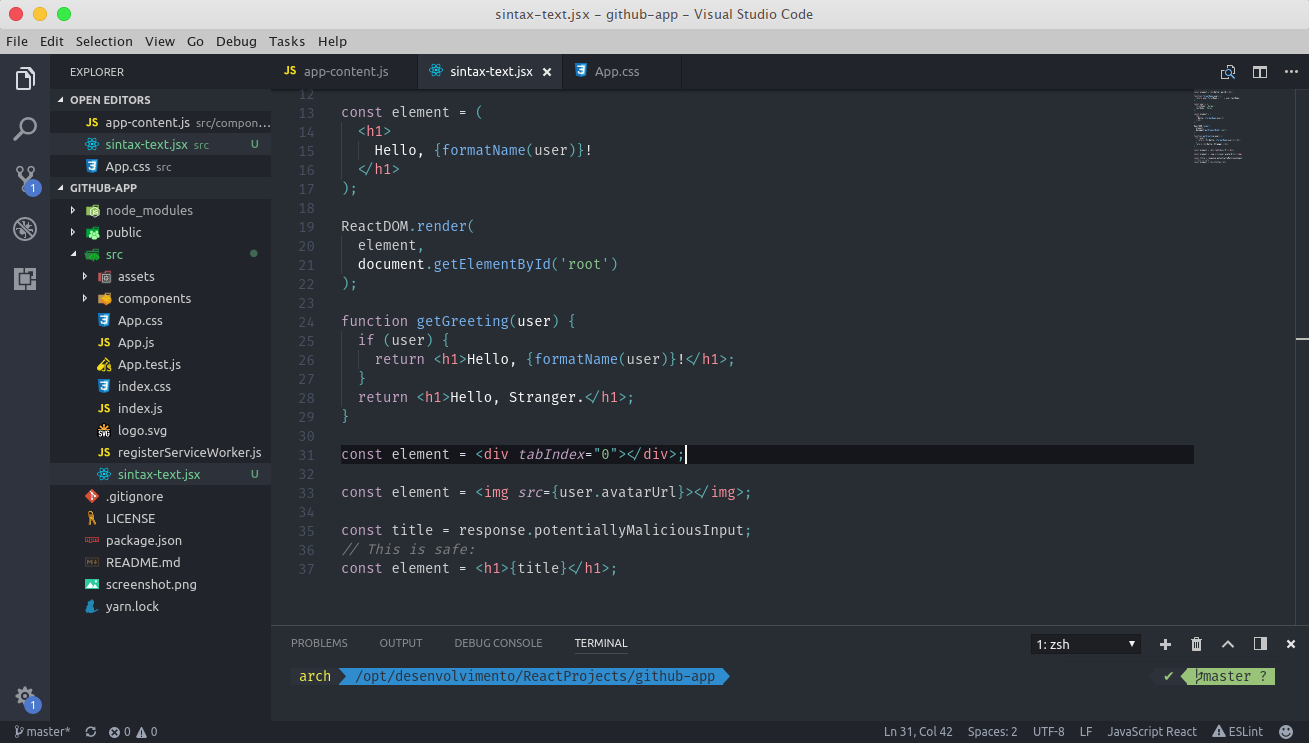 sintax-text.jsx – github-app – Visual Studio Code
File Edit Selection View Go Debug Tasks Help
EXPLORER
OPEN EDITORS
JS app-content.js src/compon...
sintax-text.jsx src U
App.css src
GITHUB-APP
node_modules
public
src
assets
components
App.css
JS App.js
App.test.js
index.css
JS index.js
logo.svg
JS registerServiceWorker.js
sintax-text.jsx U
.gitignore
LICENSE
package.json
README.md
screenshot.png
yarn.lock
1
1
JS app-content.js sintax-text.jsx × App.css
12
13 const element = (
14 <h1>
15 Hello, {formatName(user)}!
16 </h1>
17 );
18
19 ReactDOM.render(
20 element,
21 document.getElementById('root')
22 );
23
24 function getGreeting(user) {
25 if (user) {
26 return <h1>Hello, {formatName(user)}!</h1>;
27 }
28 return <h1>Hello, Stranger.</h1>;
29 }
30
31 const element = <div tabIndex="0"></div>;
32
33 const element = <img src={user.avatarUrl}></img>;
34
35 const title = response.potentiallyMaliciousInput;
36 // This is safe:
37 const element = <h1>{title}</h1>;
PROBLEMS OUTPUT DEBUG CONSOLE TERMINAL 1: zsh
arch /opt/desenvolvimento/ReactProjects/github-app ✔ master ?
master* 0 0 Ln 31, Col 42 Spaces: 2 UTF-8 LF JavaScript React ESLint